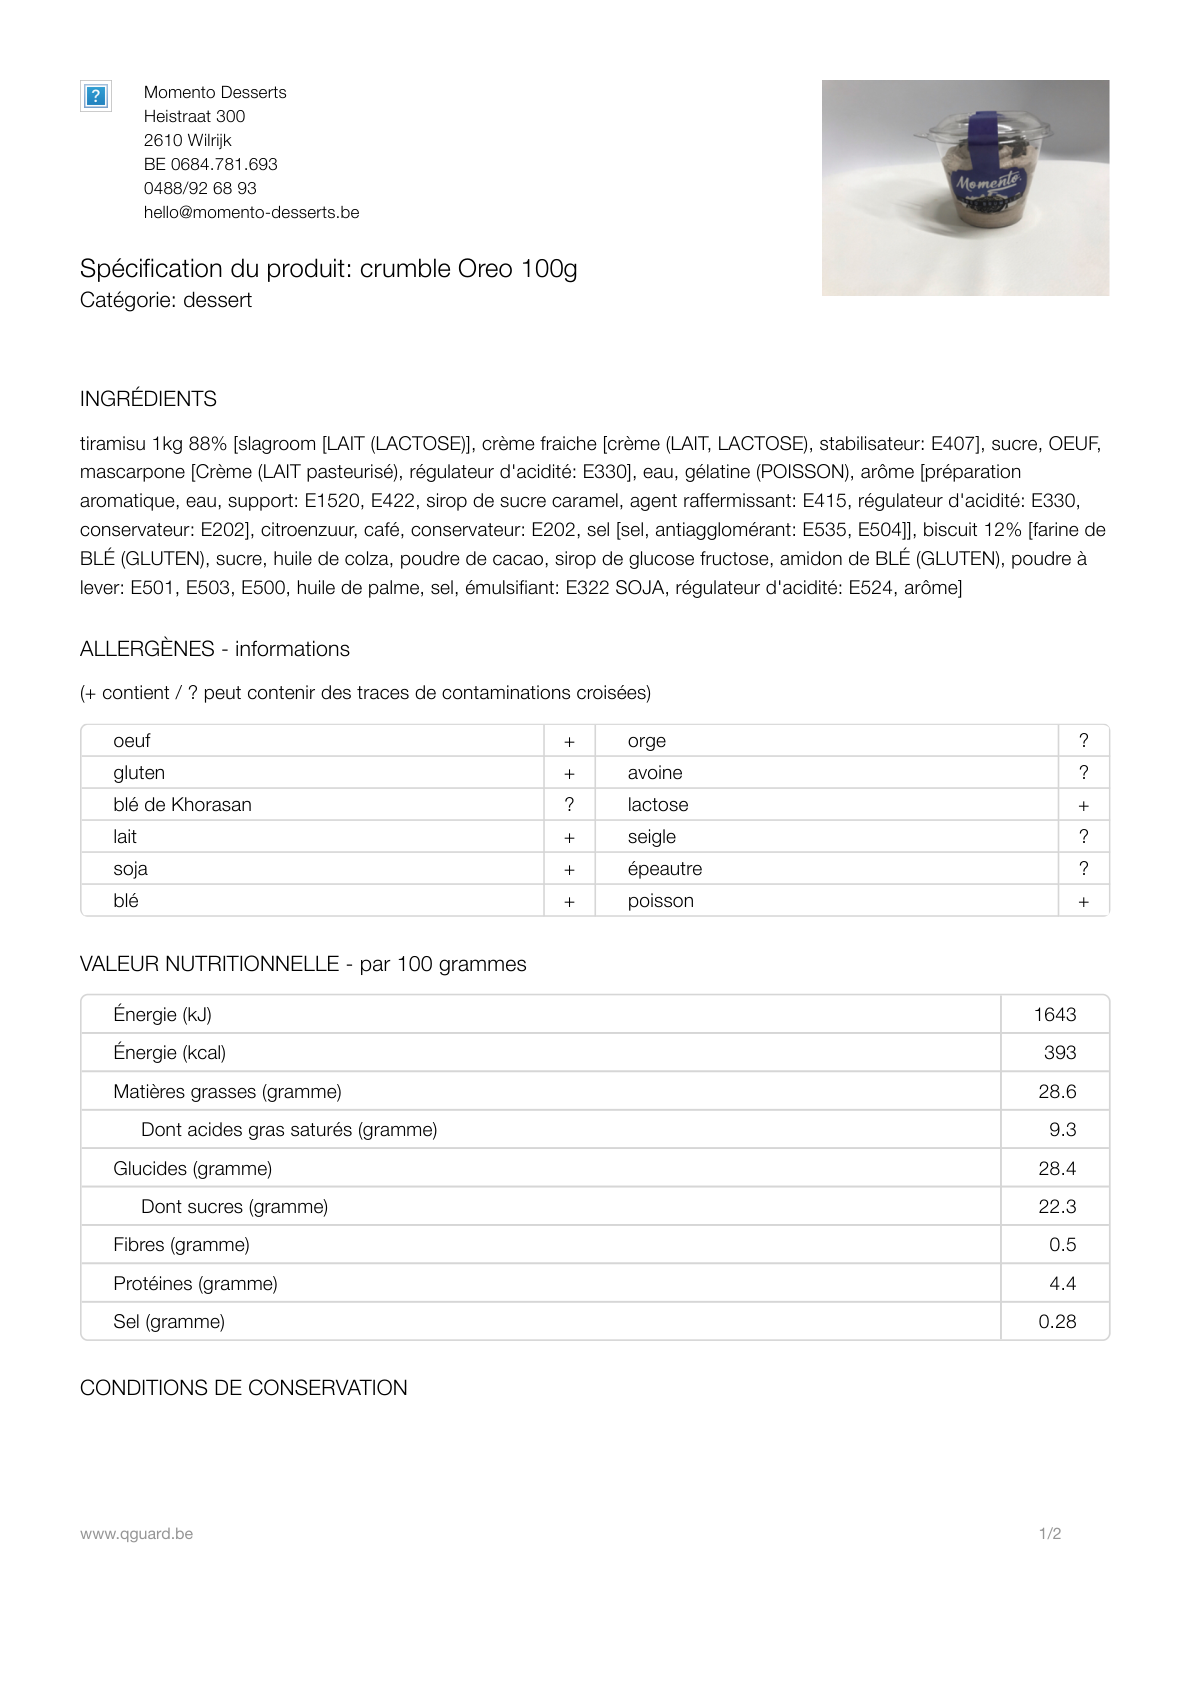 Momento Desserts
Heistraat 300
2610 Wilrijk
BE 0684.781.693
0488/92 68 93
hello@momento-desserts.be
Momento
Spécification du produit: crumble Oreo 100g
Catégorie: dessert
INGRÉDIENTS
tiramisu 1kg 88% [slagroom [LAIT (LACTOSE)], crème fraiche [crème (LAIT, LACTOSE), stabilisateur: E407], sucre, OEUF,
mascarpone [Crème (LAIT pasteurisé), régulateur d'acidité: E330], eau, gélatine (POISSON), arôme [préparation
aromatique, eau, support: E1520, E422, sirop de sucre caramel, agent raffermissant: E415, régulateur d'acidité: E330,
conservateur: E202], citroenzuur, café, conservateur: E202, sel [sel, antiagglomérant: E535, E504]], biscuit 12% [farine de
BLÉ (GLUTEN), sucre, huile de colza, poudre de cacao, sirop de glucose fructose, amidon de BLÉ (GLUTEN), poudre à
lever: E501, E503, E500, huile de palme, sel, émulsifiant: E322 SOJA, régulateur d'acidité: E524, arôme]
ALLERGÈNES - informations
(+ contient / ? peut contenir des traces de contaminations croisées)
oeuf + orge ?
gluten + avoine ?
blé de Khorasan ? lactose +
lait + seigle ?
soja + épeautre ?
blé + poisson +
VALEUR NUTRITIONNELLE - par 100 grammes
Énergie (kJ) 1643
Énergie (kcal) 393
Matières grasses (gramme) 28.6
Dont acides gras saturés (gramme) 9.3
Glucides (gramme) 28.4
Dont sucres (gramme) 22.3
Fibres (gramme) 0.5
Protéines (gramme) 4.4
Sel (gramme) 0.28
CONDITIONS DE CONSERVATION
www.qguard.be 1/2